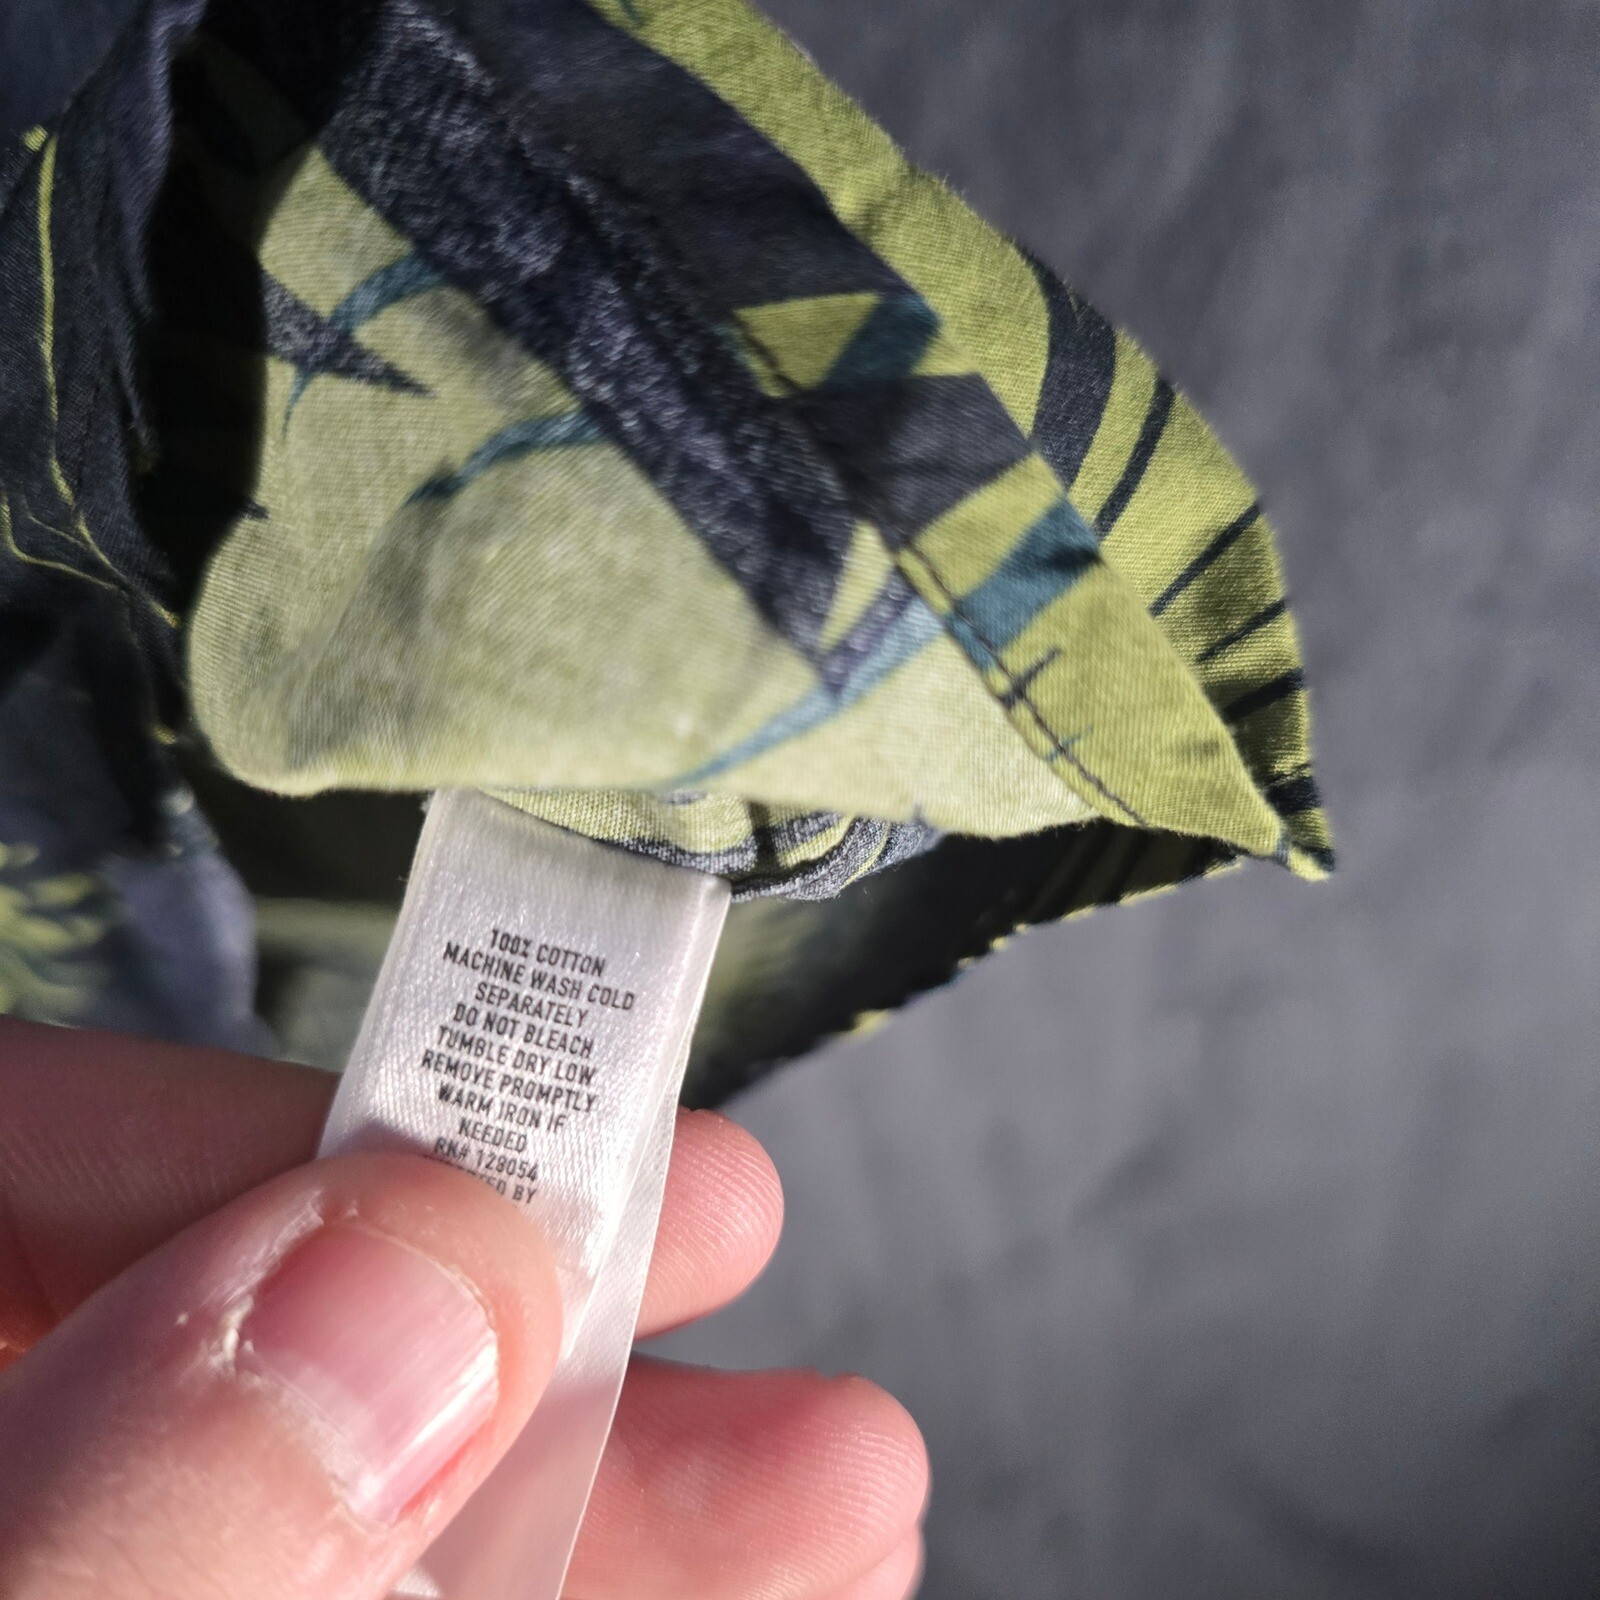 100% COTTON
MACHINE WASH COLD
SEPARATELY
DO NOT BLEACH
TUMBLE DRY LOW
REMOVE PROMPTLY
WARM IRON IF
NEEDED
RN# 128054
BY